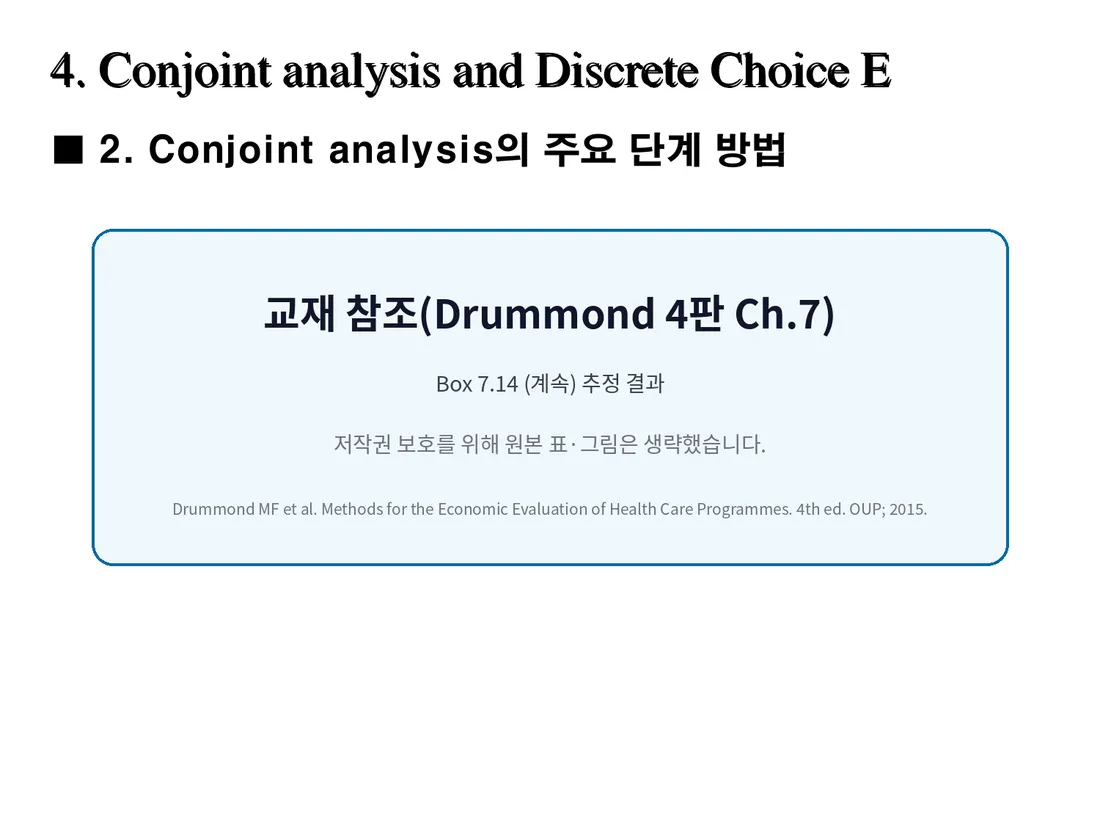 4. Conjoint analysis and Discrete Choice E
■ 2. Conjoint analysis의 주요 단계 방법
교재 참조(Drummond 4판 Ch.7)
Box 7.14 (계속) 추정 결과
저작권 보호를 위해 원본 표·그림은 생략했습니다.
Drummond MF et al. Methods for the Economic Evaluation of Health Care Programmes. 4th ed. OUP; 2015.